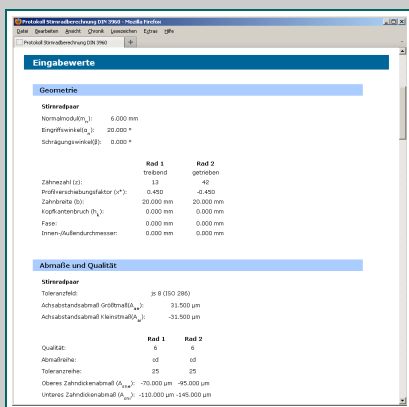 Protokoll Stirnradberechnung DIN 3960 - Mozilla Firefox
Datei Bearbeiten Ansicht Chronik Lesezeichen Extras Hilfe
Protokoll Stirnradberechnung DIN 3960 +
Eingabewerte
Geometrie
Stirnradpaar
Normalmodul(mn): 6.000 mm
Eingriffswinkel(αn): 20.000 °
Schrägungswinkel(β): 0.000 °
Rad 1 Rad 2
treibend getrieben
Zähnezahl (z): 13 42
Profilverschiebungsfaktor (x*): 0.450 -0.450
Zahnbreite (b): 20.000 mm 20.000 mm
Kopfkantenbruch (hk): 0.000 mm 0.000 mm
Fase: 0.000 mm 0.000 mm
Innen-/Außendurchmesser: 0.000 mm 0.000 mm
Abmaße und Qualität
Stirnradpaar
Toleranzfeld: js 8 (ISO 286)
Achsabstandsabmaß Größtmaß(Aae): 31.500 µm
Achsabstandsabmaß Kleinstmaß(Aai): -31.500 µm
Rad 1 Rad 2
Qualität: 6 6
Abmaßreihe: cd cd
Toleranzreihe: 25 25
Oberes Zahndickenabmaß (Asne): -70.000 µm -95.000 µm
Unteres Zahndickenabmaß (Asni): -110.000 µm -145.000 µm